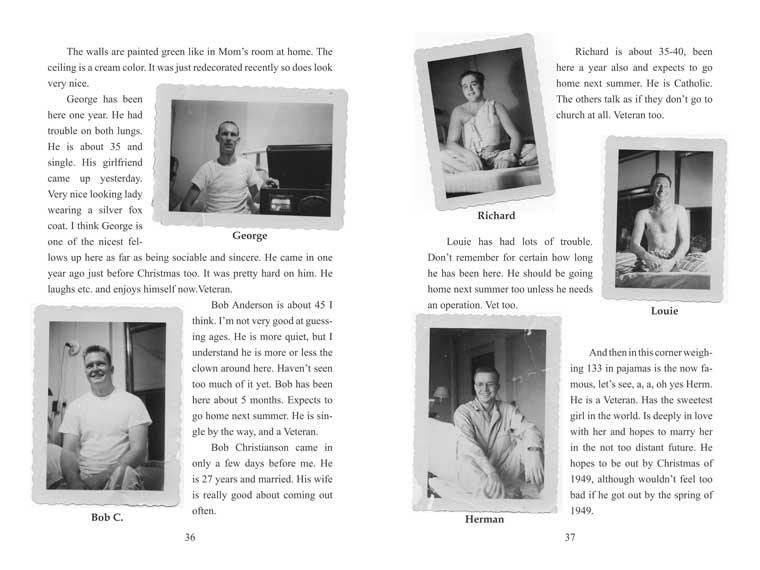 The walls are painted green like in Mom's room at home. The
ceiling is a cream color. It was just redecorated recently so does look
very nice.
George has been
here one year. He had
trouble on both lungs.
He is about 35 and
single. His girlfriend
came up yesterday.
Very nice looking lady
wearing a silver fox
coat. I think George is
one of the nicest fel-
George
lows up here as far as being sociable and sincere. He came in one
year ago just before Christmas too. It was pretty hard on him. He
laughs etc. and enjoys himself now.Veteran.
Bob Anderson is about 45 I
think. I'm not very good at guess-
ing ages. He is more quiet, but I
understand he is more or less the
clown around here. Haven't seen
too much of it yet. Bob has been
here about 5 months. Expects to
go home next summer. He is sin-
gle by the way, and a Veteran.
Bob Christianson came in
only a few days before me. He
is 27 years and married. His wife
is really good about coming out
often.
Bob C.
36
Richard is about 35-40, been
here a year also and expects to go
home next summer. He is Catholic.
The others talk as if they don't go to
church at all. Veteran too.
Richard
Louie has had lots of trouble.
Don't remember for certain how long
he has been here. He should be going
home next summer too unless he needs
an operation. Vet too.
Louie
And then in this corner weigh-
ing 133 in pajamas is the now fa-
mous, let's see, a, a, oh yes Herm.
He is a Veteran. Has the sweetest
girl in the world. Is deeply in love
with her and hopes to marry her
in the not too distant future. He
hopes to be out by Christmas of
1949, although wouldn't feel too
bad if he got out by the spring of
1949.
Herman
37